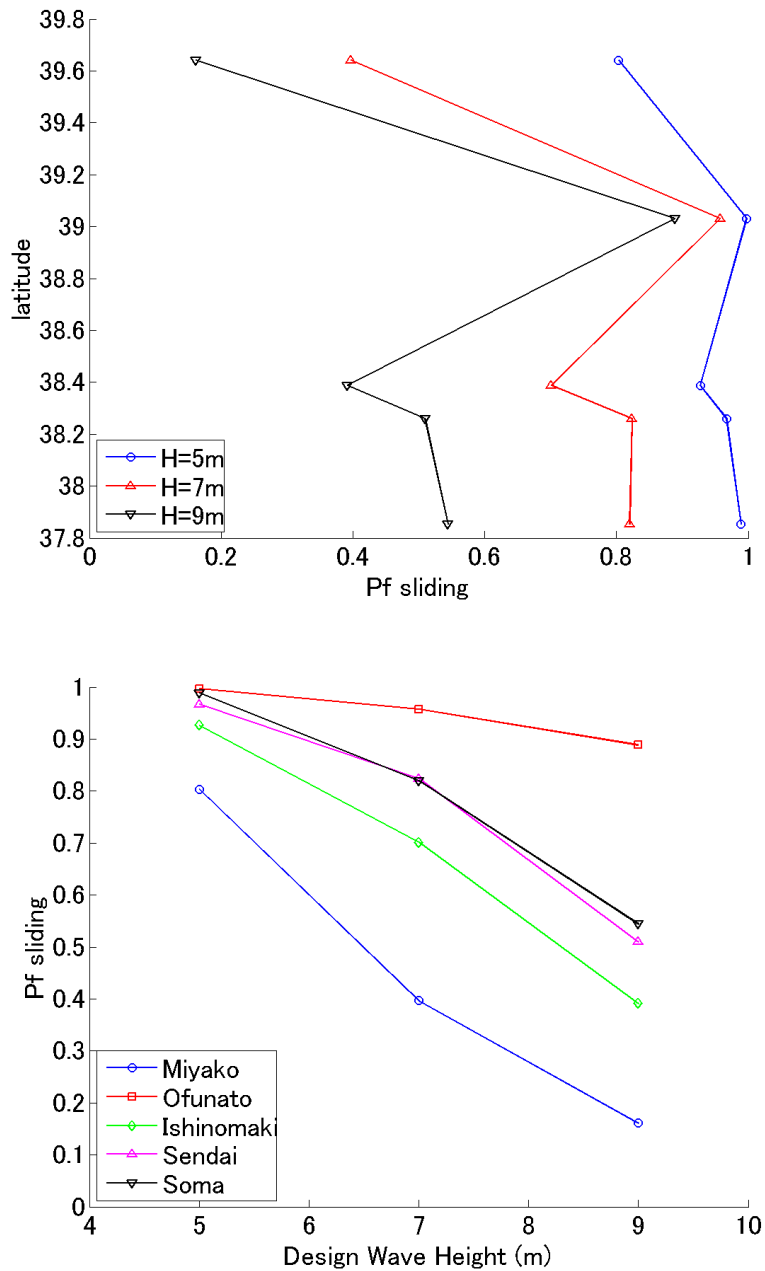 39.8
39.6
39.4
39.2
39
38.8
38.6
38.4
38.2
38
37.8
latitude
H=5m
H=7m
H=9m
0 0.2 0.4 0.6 0.8 1
Pf sliding
1
0.9
0.8
0.7
0.6
0.5
0.4
0.3
0.2
0.1
0
Pf sliding
Miyako
Ofunato
Ishinomaki
Sendai
Soma
4 5 6 7 8 9 10
Design Wave Height (m)